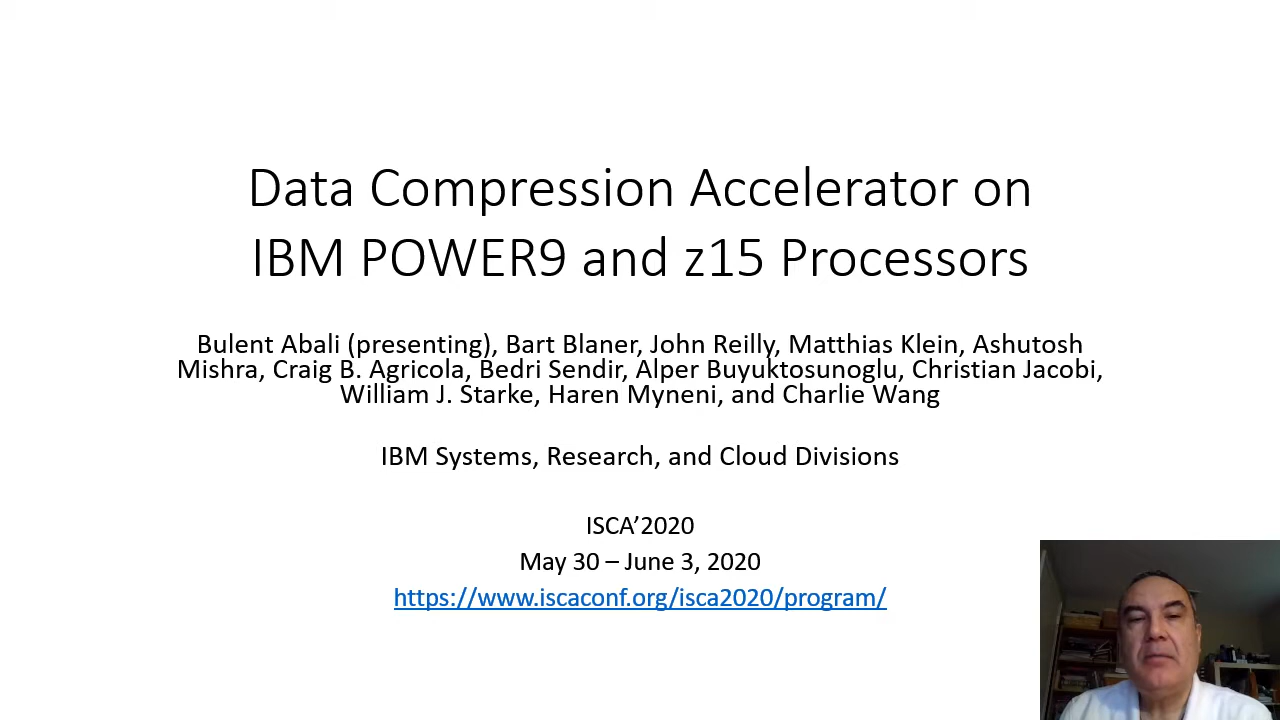 Data Compression Accelerator on
IBM POWER9 and z15 Processors
Bulent Abali (presenting), Bart Blaner, John Reilly, Matthias Klein, Ashutosh
Mishra, Craig B. Agricola, Bedri Sendir, Alper Buyuktosunoglu, Christian Jacobi,
William J. Starke, Haren Myneni, and Charlie Wang
IBM Systems, Research, and Cloud Divisions
ISCA’2020
May 30 – June 3, 2020
https://www.iscaconf.org/isca2020/program/